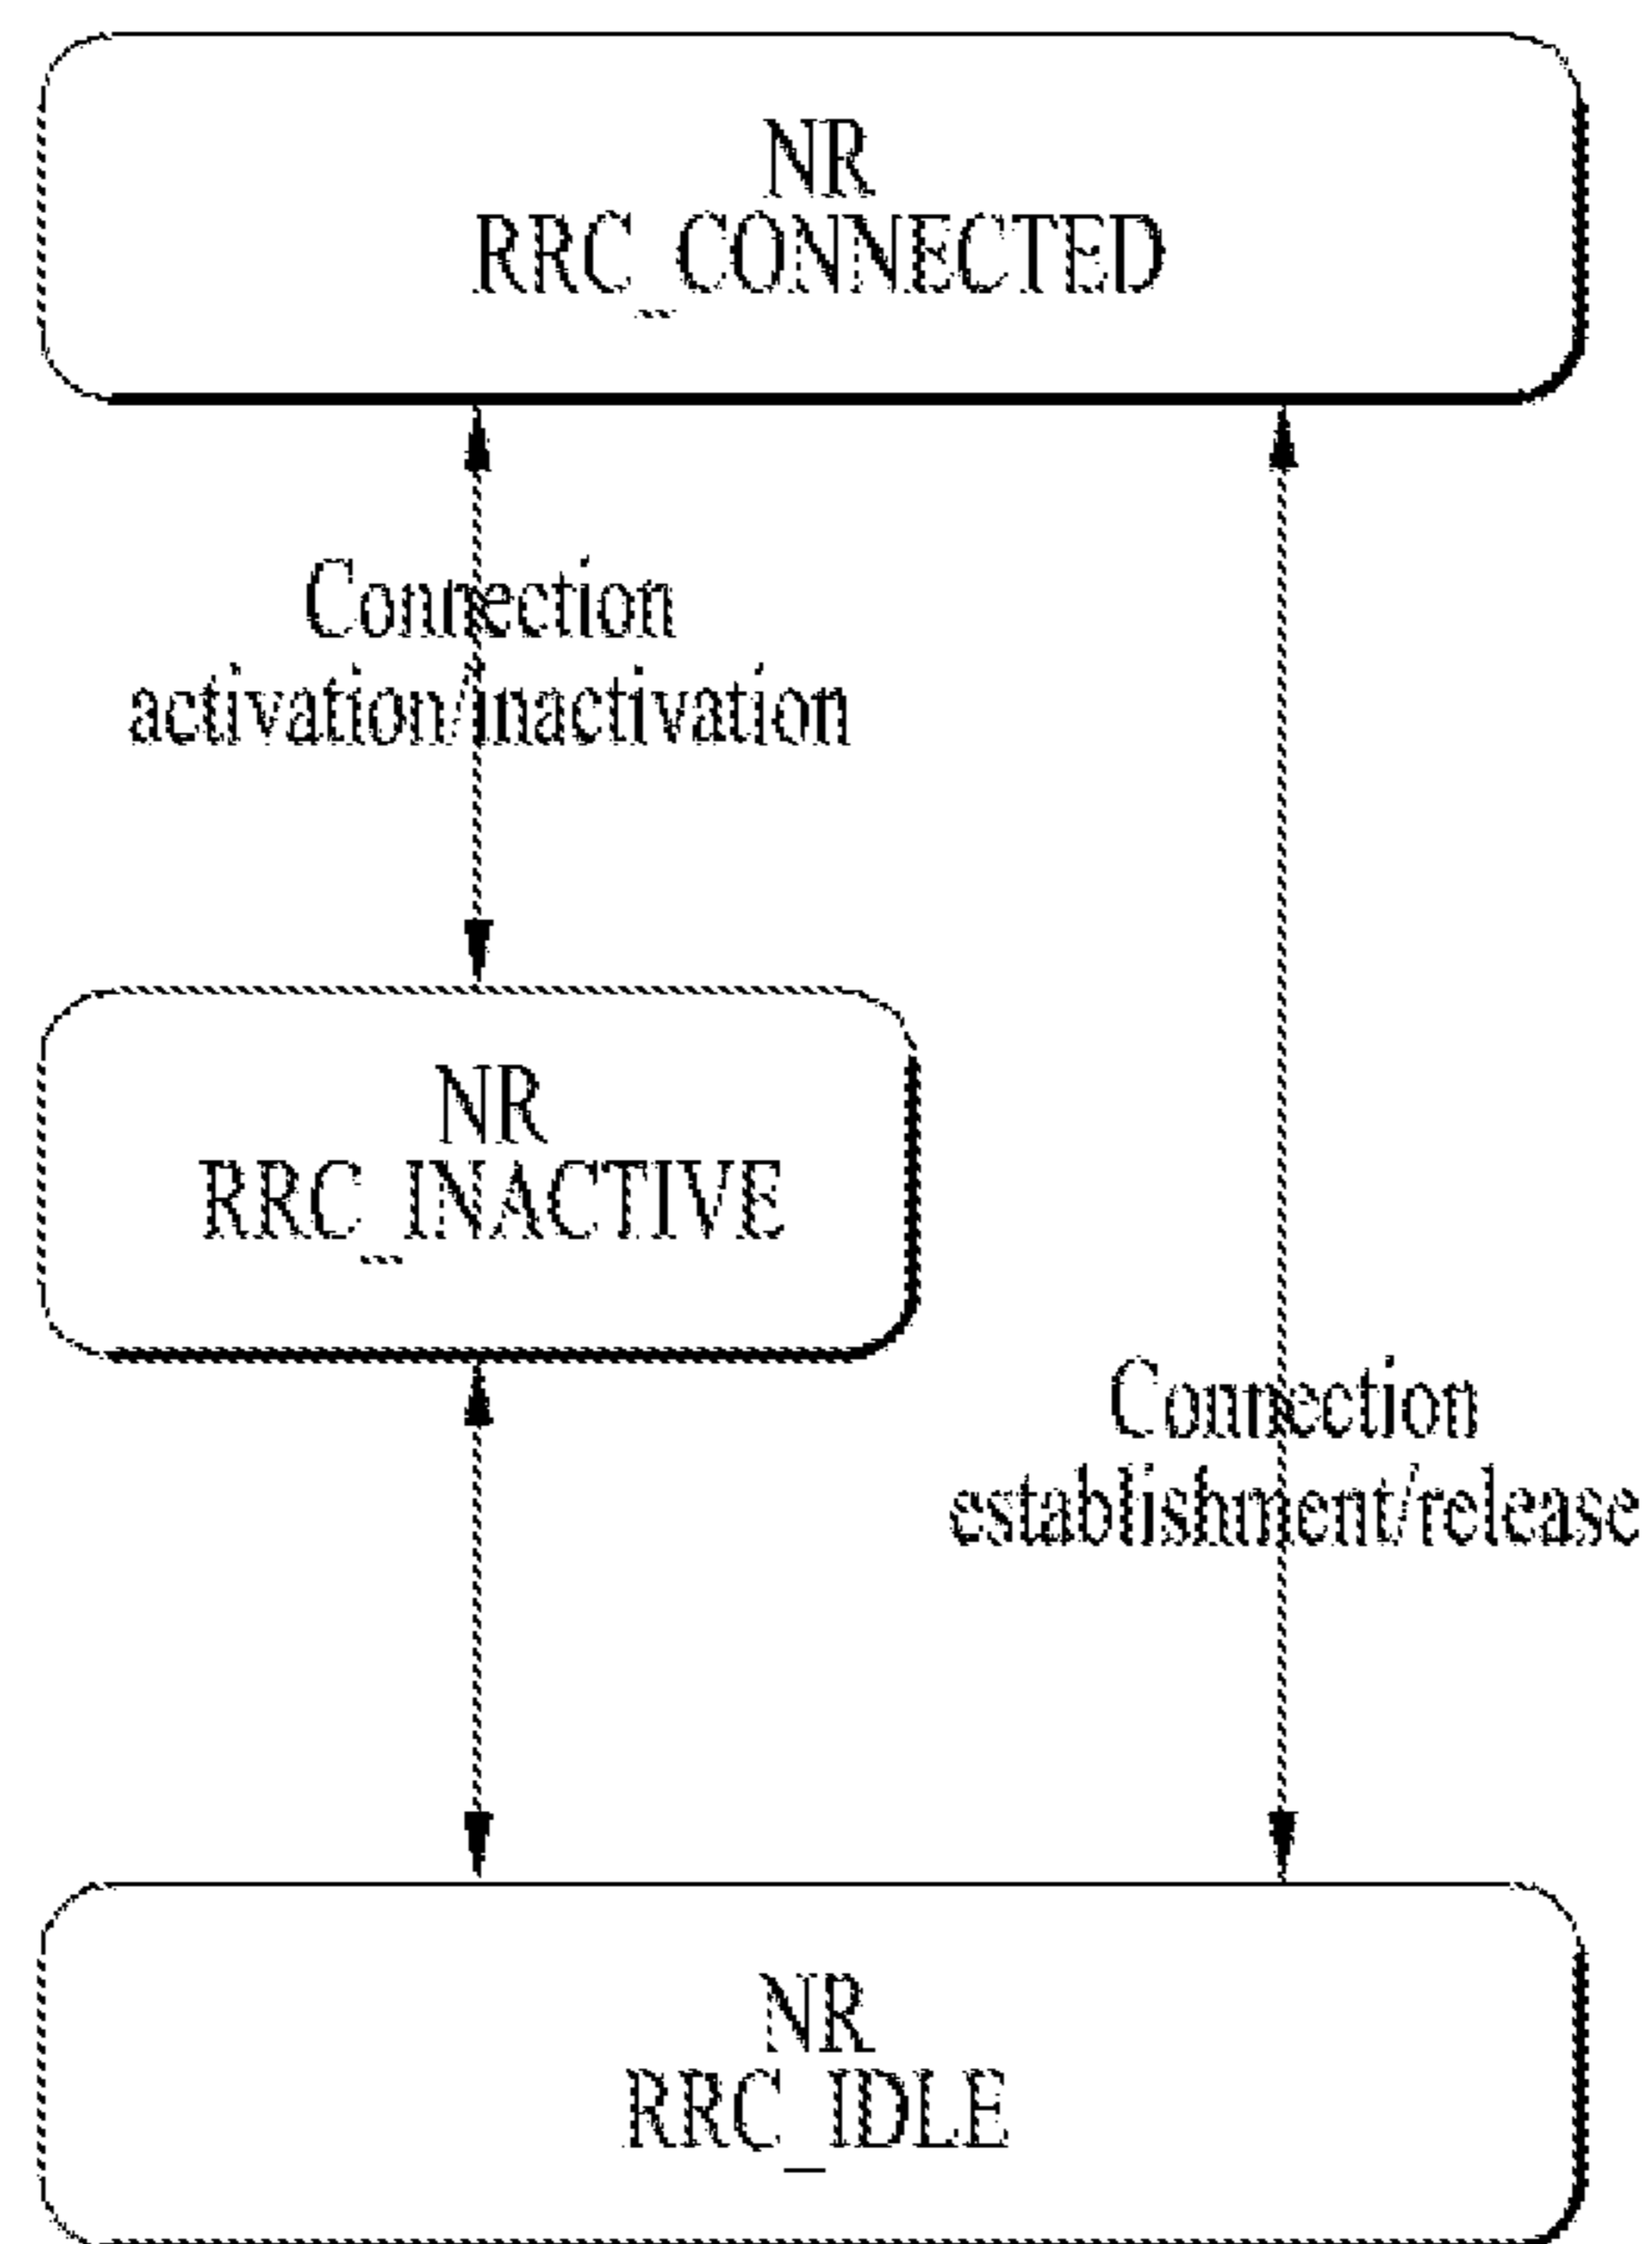 NR
RRC_CONNECTED
Connection
activation/inactivation
NR
RRC_INACTIVE
Connection
establishment/release
NR
RRC_IDLE